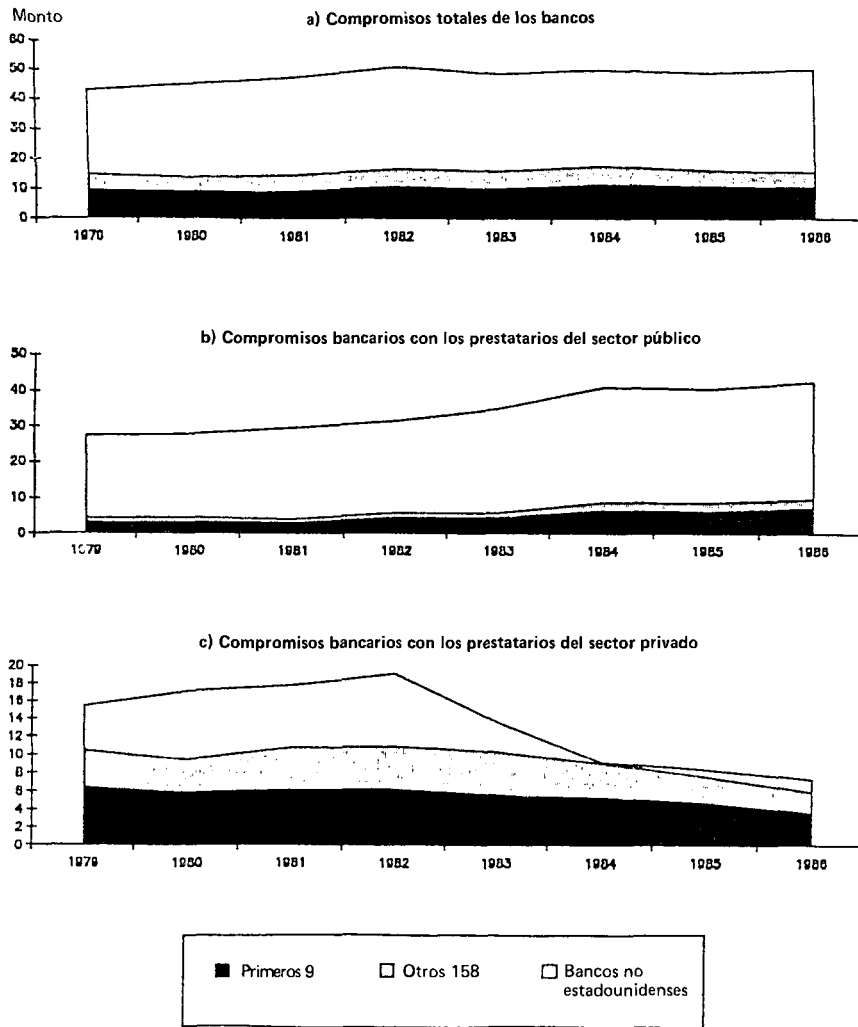 Monto
a) Compromisos totales de los bancos
60
50
40
30
20
10
0
1970 1980 1981 1982 1983 1984 1985 1986
b) Compromisos bancarios con los prestatarios del sector público
50
40
30
20
10
0
1979 1980 1981 1982 1983 1984 1985 1986
c) Compromisos bancarios con los prestatarios del sector privado
20
18
16
14
12
10
8
6
4
2
0
1979 1980 1981 1982 1983 1984 1985 1986
Primeros 9 Otros 158 Bancos no
estadounidenses